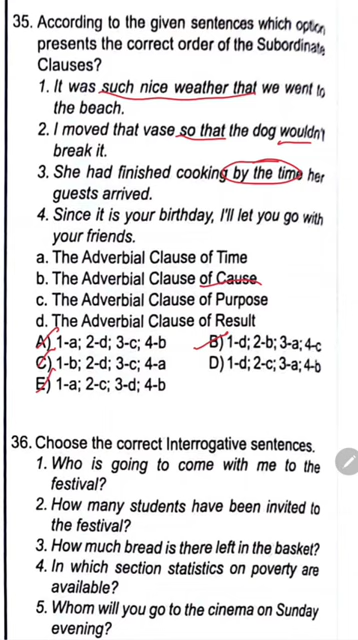 35. According to the given sentences which option
presents the correct order of the Subordinate
Clauses?
1. It was such nice weather that we went to
the beach.
2. I moved that vase so that the dog wouldn't
break it.
3. She had finished cooking by the time her
guests arrived.
4. Since it is your birthday, I'll let you go with
your friends.
a. The Adverbial Clause of Time
b. The Adverbial Clause of Cause
c. The Adverbial Clause of Purpose
d. The Adverbial Clause of Result
A) 1-a; 2-d; 3-c; 4-b B) 1-d; 2-b; 3-a; 4-c
C) 1-b; 2-d; 3-c; 4-a D) 1-d; 2-c; 3-a; 4-b
E) 1-a; 2-c; 3-d; 4-b
36. Choose the correct Interrogative sentences.
1. Who is going to come with me to the
festival?
2. How many students have been invited to
the festival?
3. How much bread is there left in the basket?
4. In which section statistics on poverty are
available?
5. Whom will you go to the cinema on Sunday
evening?